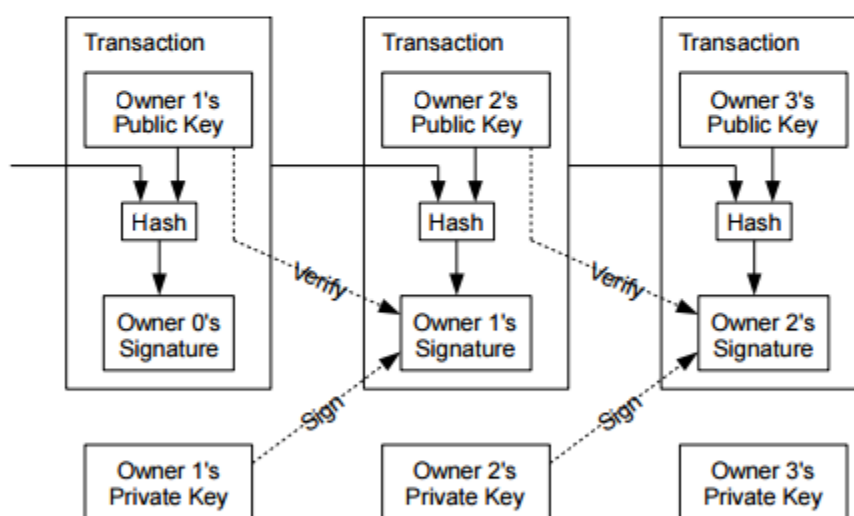 Transaction
Transaction
Transaction
Owner 1's
Public Key
Owner 2's
Public Key
Owner 3's
Public Key
Hash
Hash
Hash
Verify
Verify
Owner 0's
Signature
Owner 1's
Signature
Owner 2's
Signature
Sign
Sign
Owner 1's
Private Key
Owner 2's
Private Key
Owner 3's
Private Key